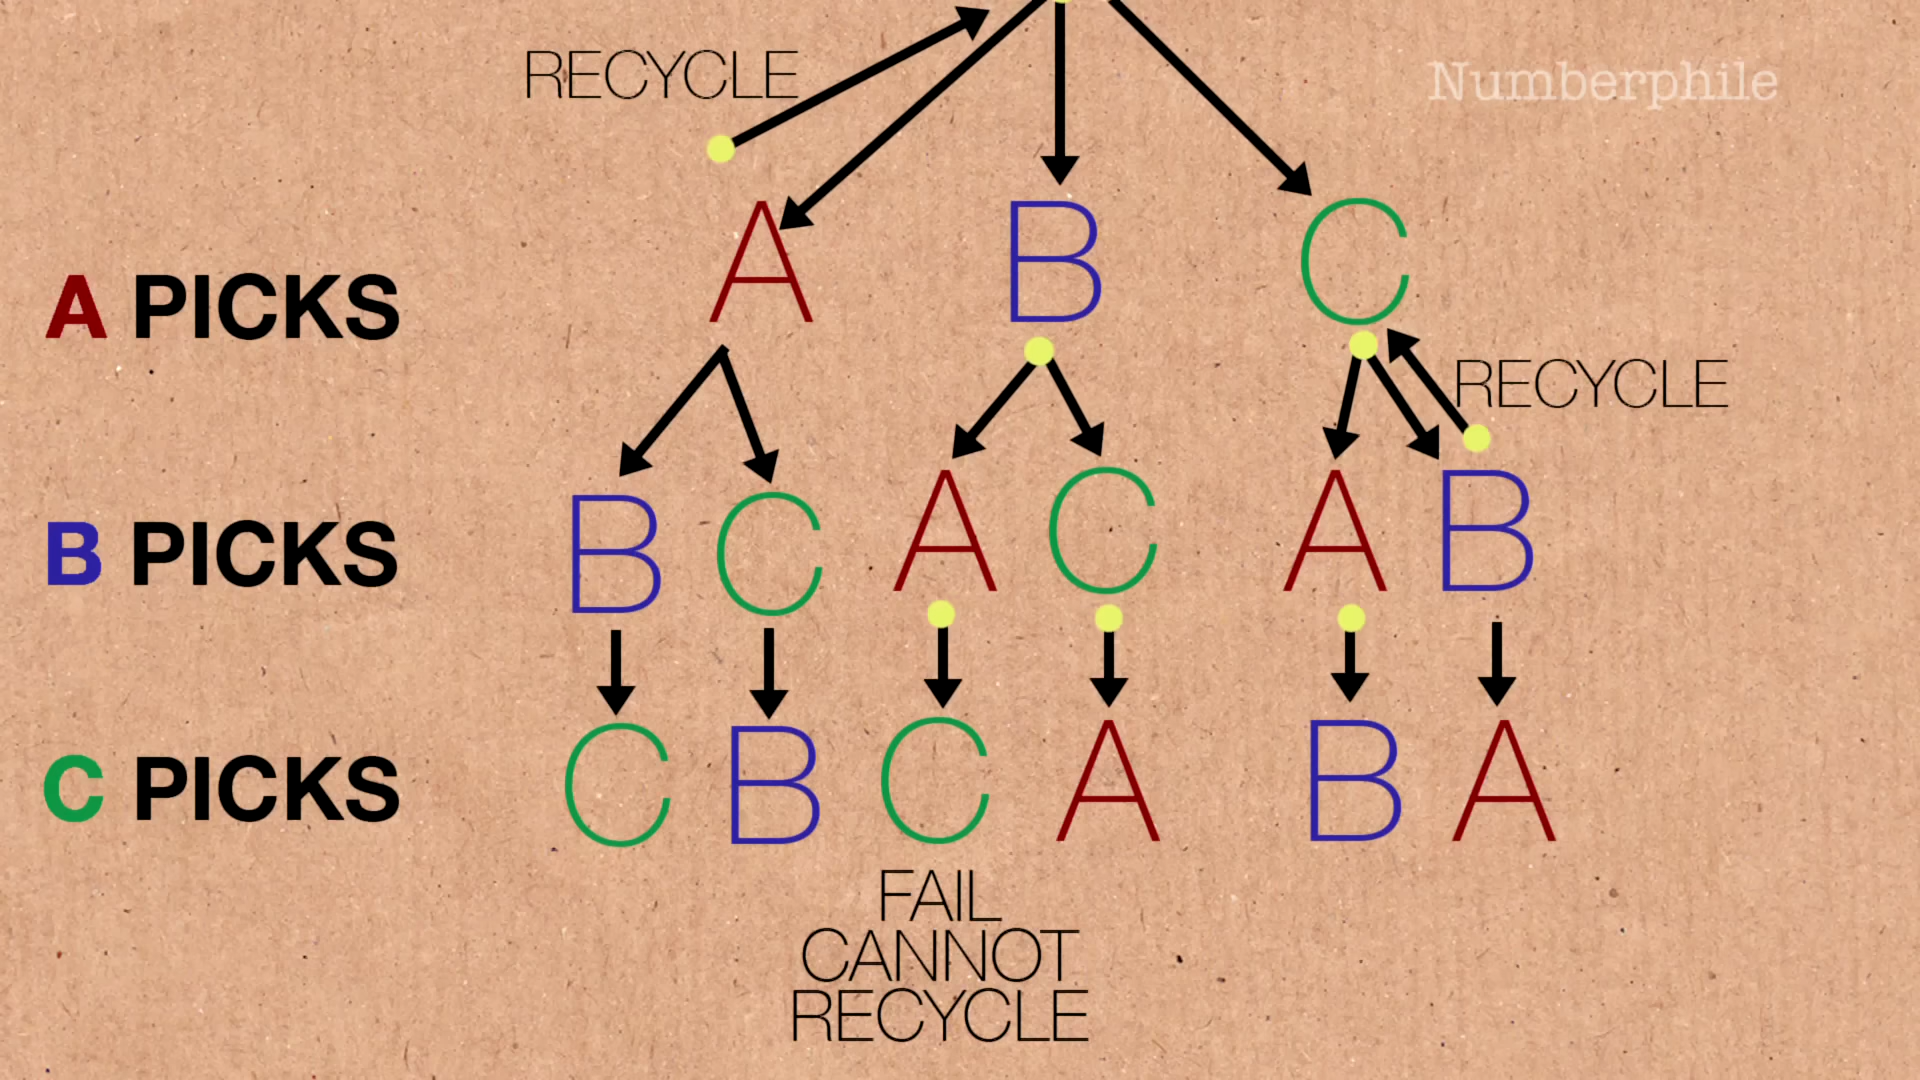 RECYCLE
Numberphile
A B C
A PICKS
RECYCLE
B PICKS
B C A C A B
C PICKS
C B C A B A
FAIL
CANNOT
RECYCLE